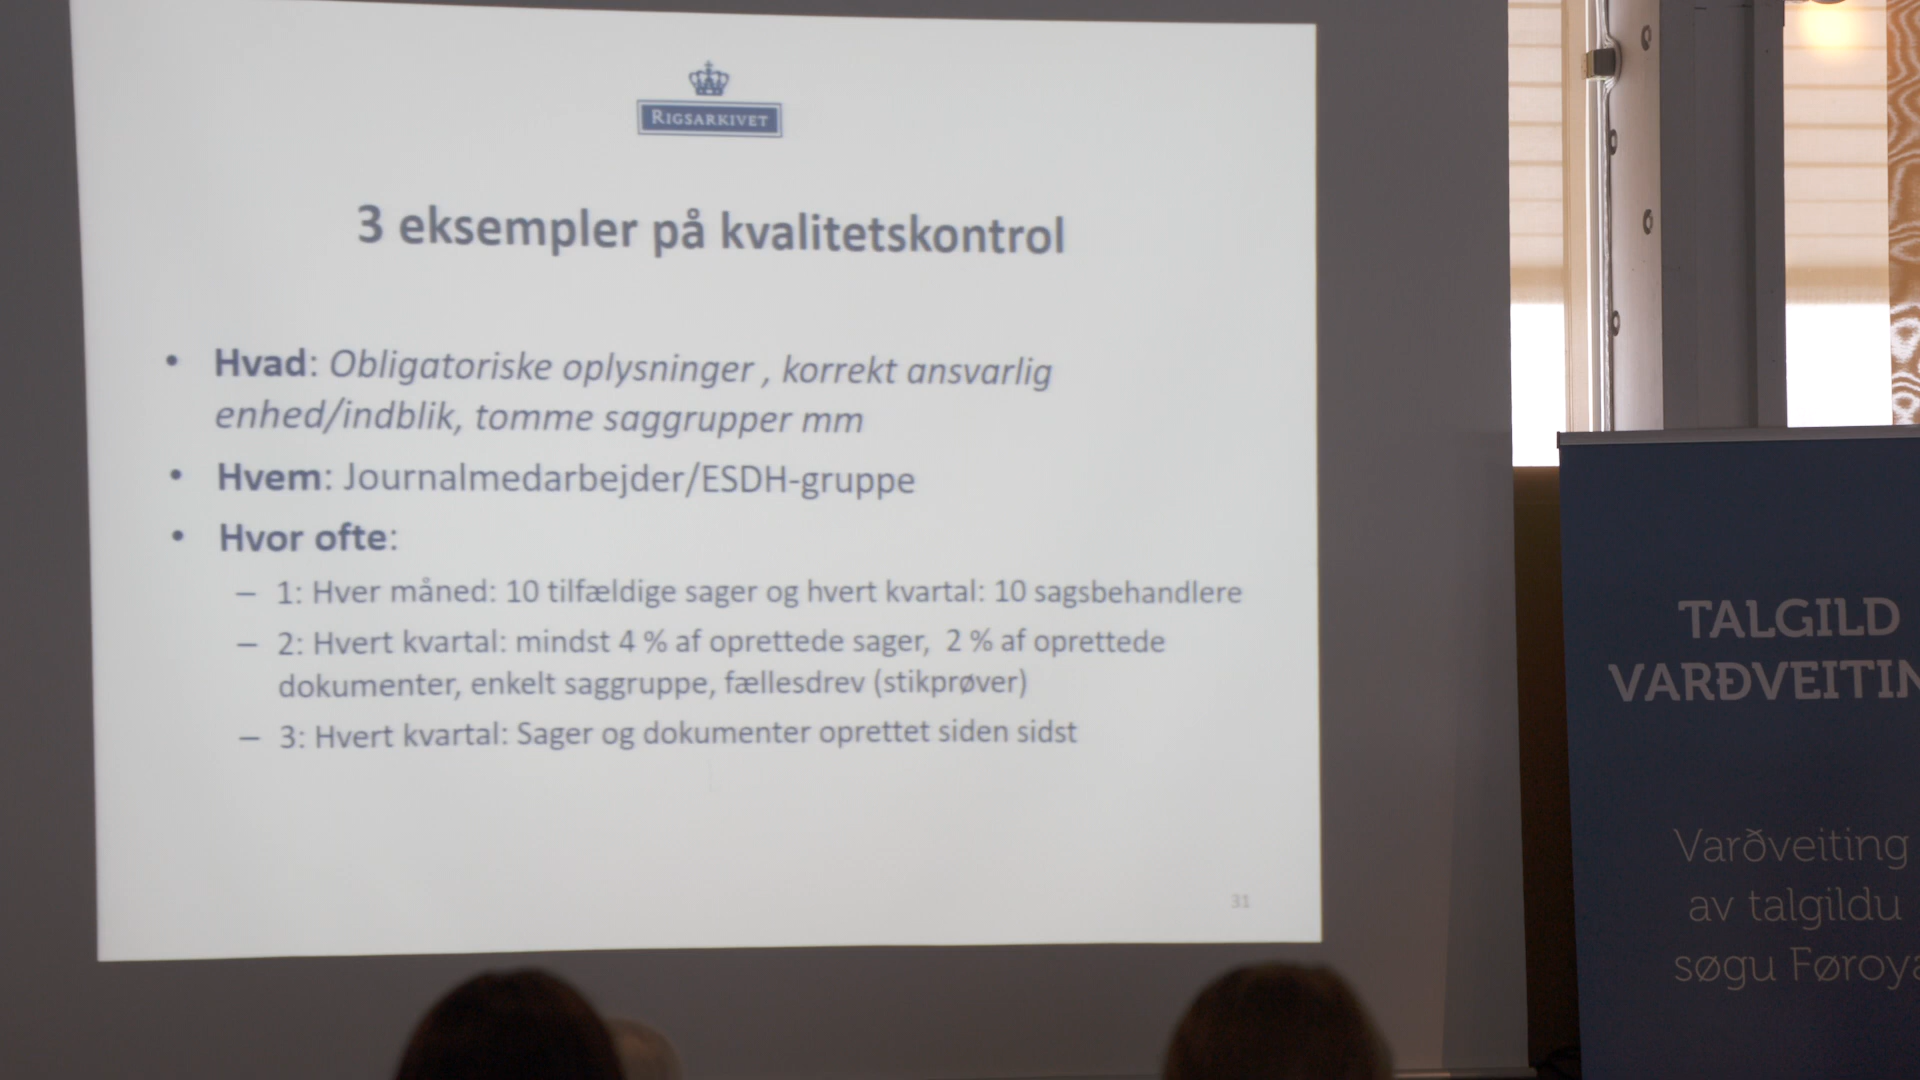 RIGSARKIVET
3 eksempler på kvalitetskontrol
• Hvad: Obligatoriske oplysninger , korrekt ansvarlig
enhed/indblik, tomme saggrupper mm
• Hvem: Journalmedarbejder/ESDH-gruppe
• Hvor ofte:
– 1: Hver måned: 10 tilfældige sager og hvert kvartal: 10 sagsbehandlere
– 2: Hvert kvartal: mindst 4 % af oprettede sager, 2 % af oprettede
dokumenter, enkelt saggruppe, fællesdrev (stikprøver)
– 3: Hvert kvartal: Sager og dokumenter oprettet siden sidst
31
TALGILD
VARÐVEITIN
Varðveiting
av talgildu
søgu Føroya